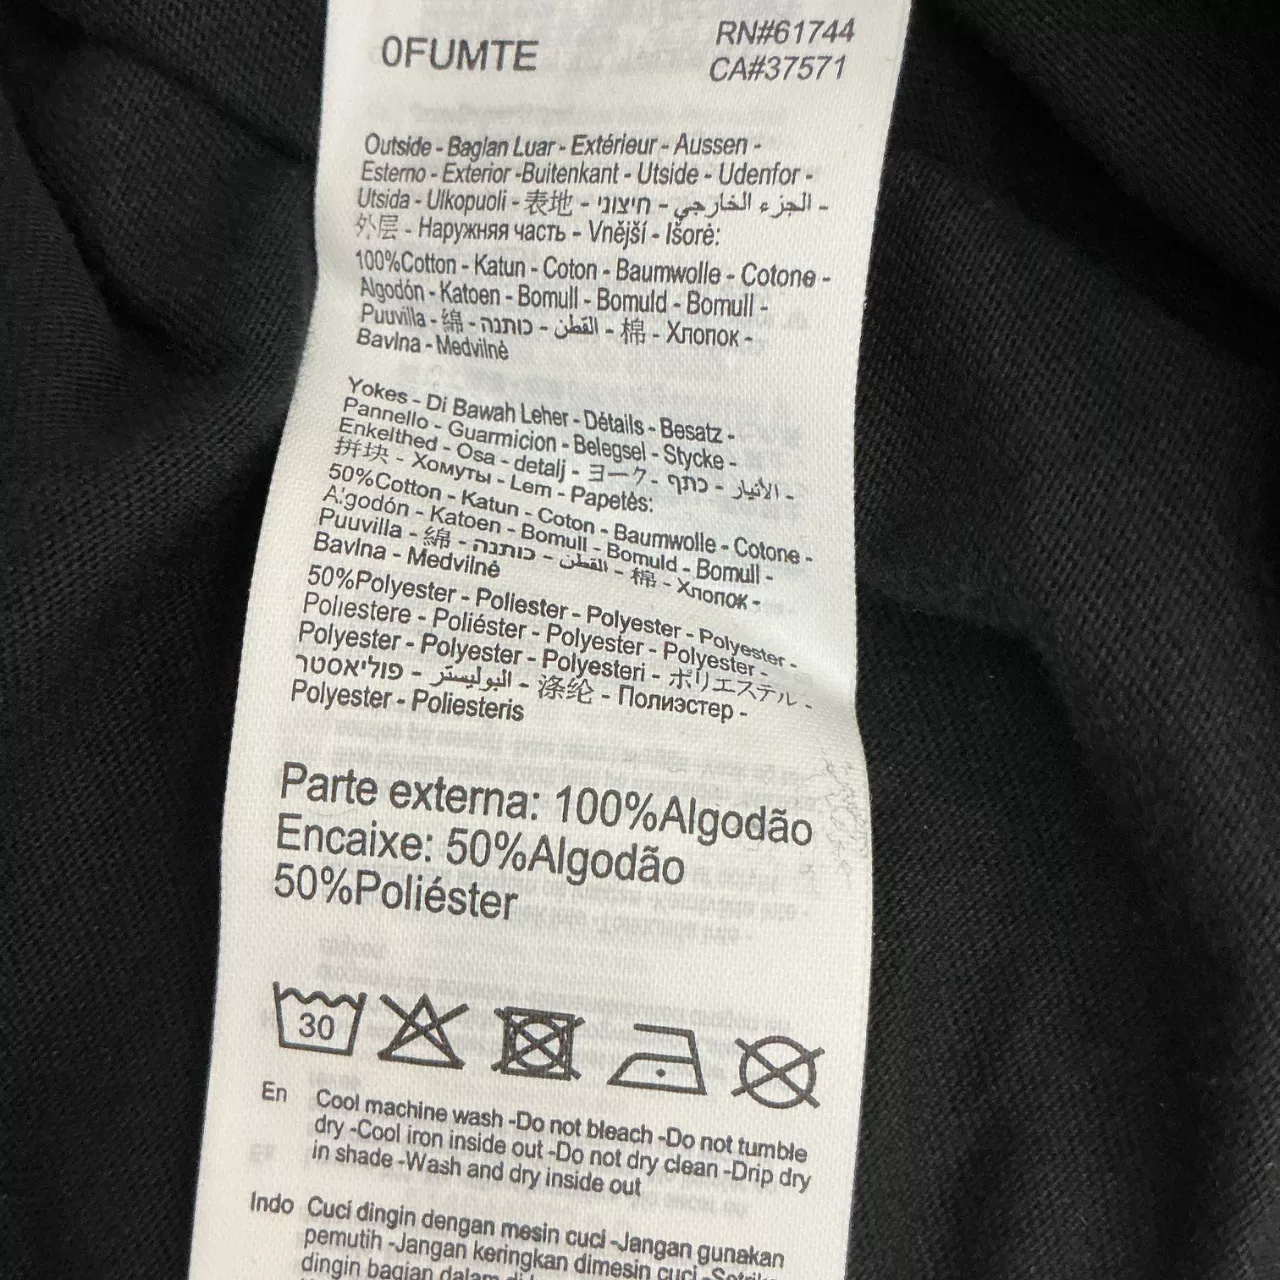 0FUMTE
RN#61744
CA#37571
Outside - Bagian Luar - Extérieur - Aussen -
Esterno - Exterior -Buitenkant - Utside - Udenfor -
Utsida - Ulkopuoli - 表地 - חיצוני - الجزء الخارجي -
外层 - Наружняя часть - Vnější - Išorė:
100%Cotton - Katun - Coton - Baumwolle - Cotone -
Algodón - Katoen - Bomull - Bomuld - Bomull -
Puuvilla - 綿 - כותנה - القطن - 棉 - Хлопок -
Bavlna - Medvilnė
Yokes - Di Bawah Leher - Détails - Besatz -
Pannello - Guarnicion - Belegsel - Stycke -
Enkelthed - Osa - detalj - ヨーク - כתף - الأنيار -
拼块 - Хомуты - Lem - Papetės:
50%Cotton - Katun - Coton - Baumwolle - Cotone -
Algodón - Katoen - Bomull - Bomuld - Bomull -
Puuvilla - 綿 - כותנה - القطن - 棉 - Хлопок -
Bavlna - Medvilnė
50%Polyester - Poliester - Polyester - Polyester -
Poliestere - Poliéster - Polyester - Polyester -
Polyester - Polyester - Polyesteri - ポリエステル -
פוליאסטר - البوليستر - 涤纶 - Полиэстер -
Polyester - Poliesteris
Parte externa: 100%Algodão
Encaixe: 50%Algodão
50%Poliéster
30
En Cool machine wash -Do not bleach -Do not tumble
dry -Cool iron inside out -Do not dry clean -Drip dry
in shade -Wash and dry inside out
Indo Cuci dingin dengan mesin cuci -Jangan gunakan
pemutih -Jangan keringkan dimesin cuci
dingin bagian dalam